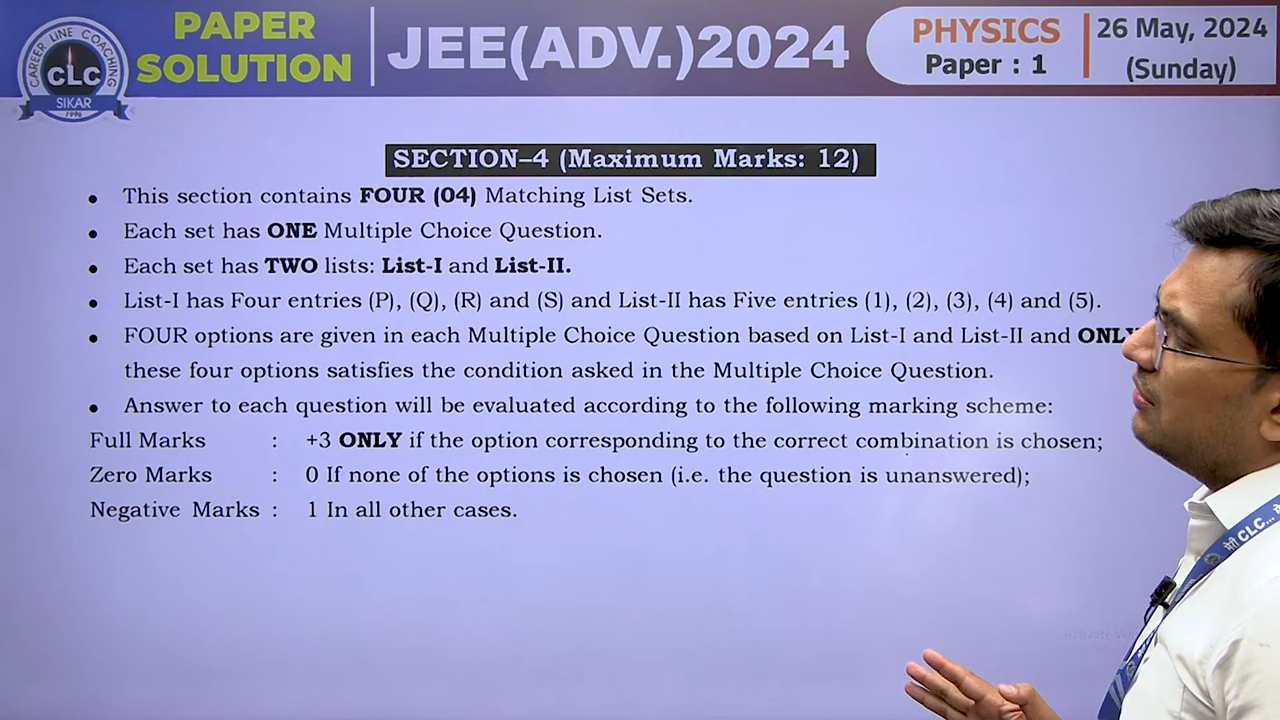 CAREER LINE COACHING
CLC
SIKAR
1996
PAPER
SOLUTION
JEE(ADV.)2024
PHYSICS
Paper : 1
26 May, 2024
(Sunday)
SECTION–4 (Maximum Marks: 12)
• This section contains FOUR (04) Matching List Sets.
• Each set has ONE Multiple Choice Question.
• Each set has TWO lists: List-I and List-II.
• List-I has Four entries (P), (Q), (R) and (S) and List-II has Five entries (1), (2), (3), (4) and (5).
• FOUR options are given in each Multiple Choice Question based on List-I and List-II and ONLY
these four options satisfies the condition asked in the Multiple Choice Question.
• Answer to each question will be evaluated according to the following marking scheme:
Full Marks : +3 ONLY if the option corresponding to the correct combination is chosen;
Zero Marks : 0 If none of the options is chosen (i.e. the question is unanswered);
Negative Marks : 1 In all other cases.
मेरी CLC...